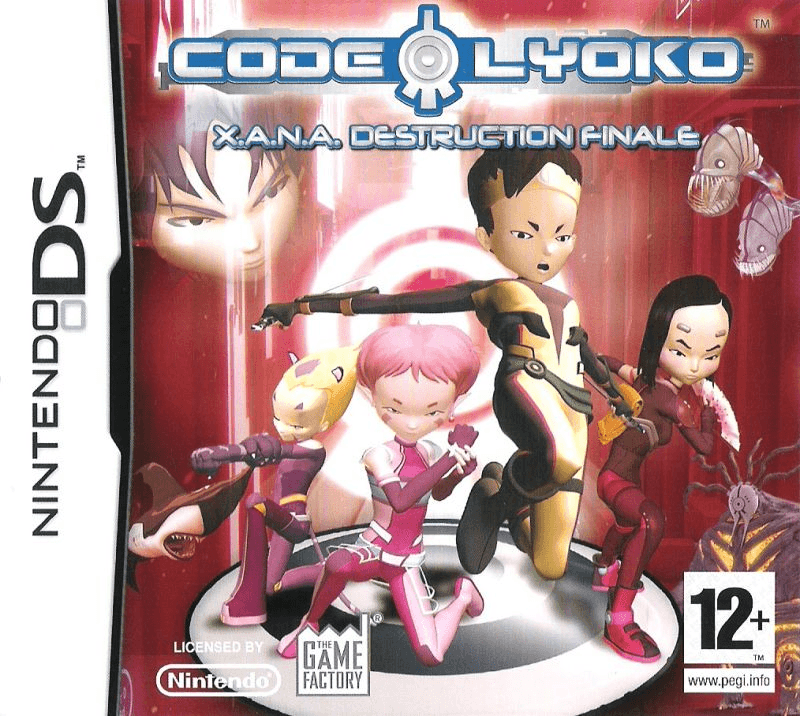 CODE LYOKO TM
X.A.N.A. DESTRUCTION FINALE
NINTENDO DS TM
LICENSED BY
Nintendo®
THE
GAME
FACTORY ®
12+
TM
www.pegi.info